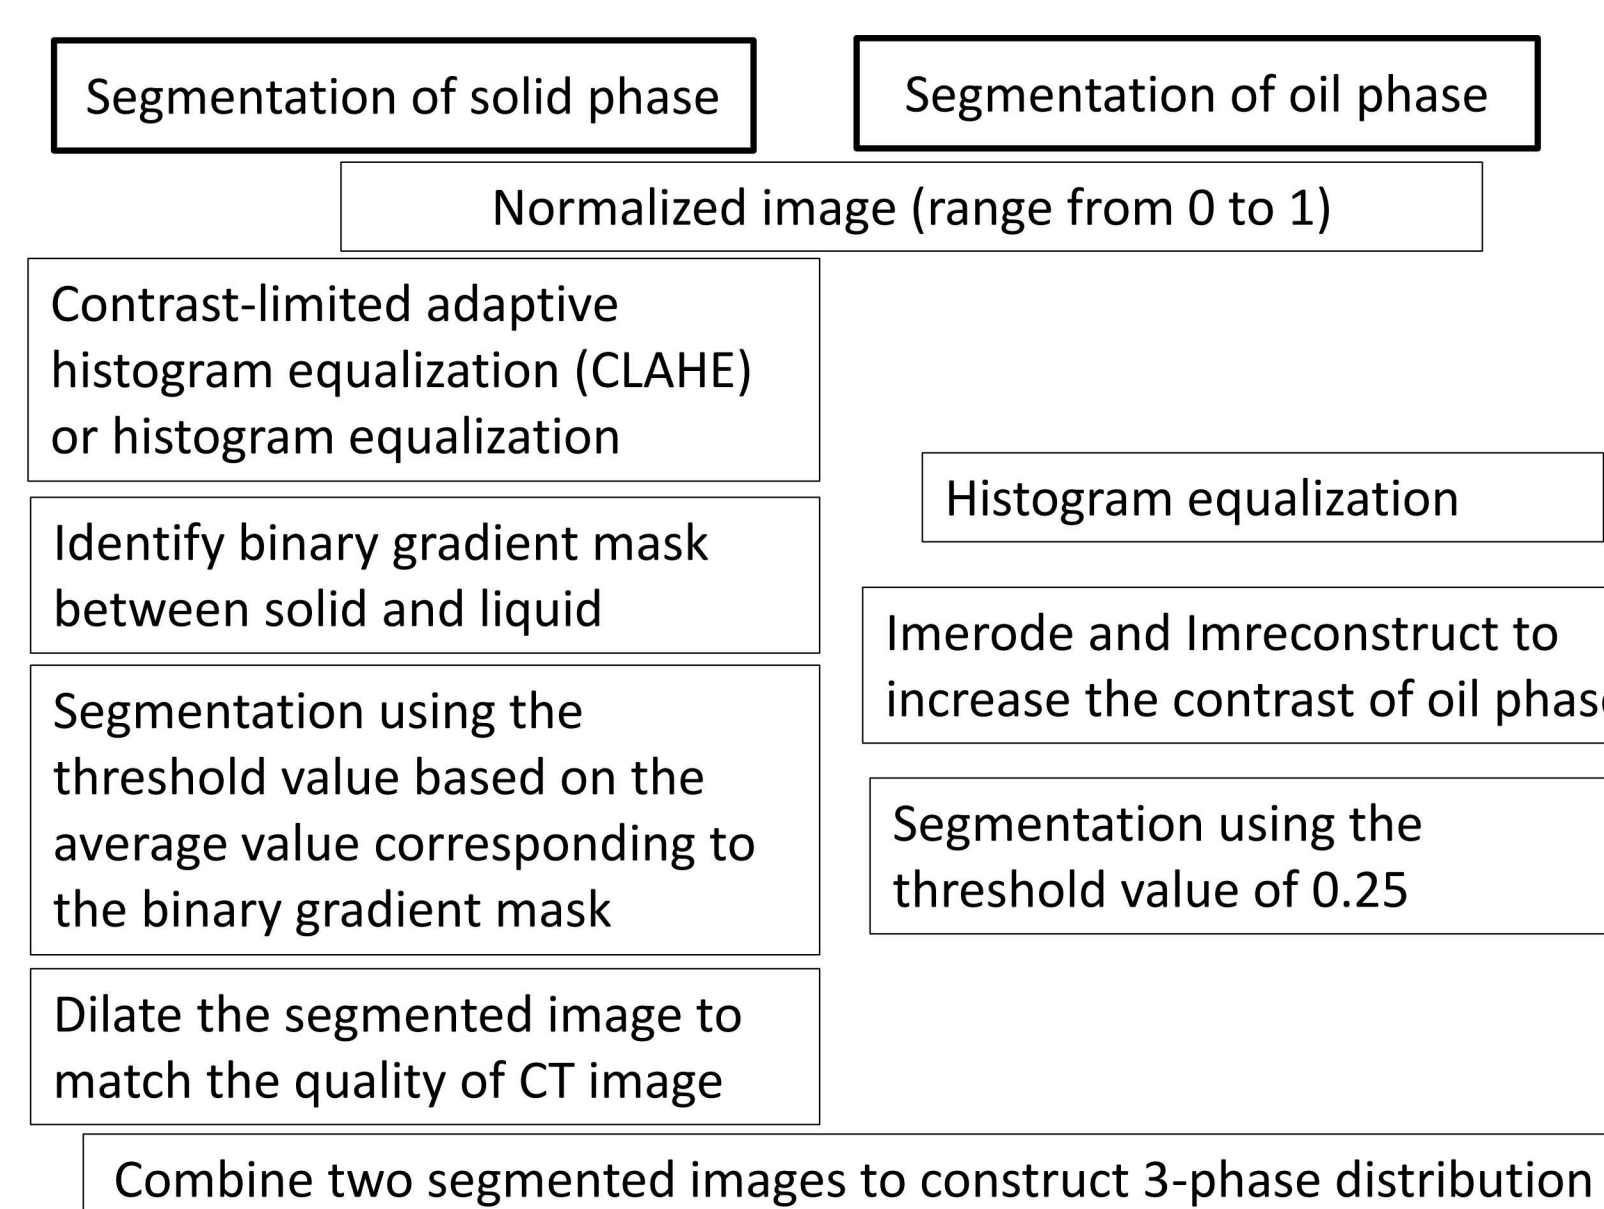 Segmentation of solid phase
Segmentation of oil phase
Normalized image (range from 0 to 1)
Contrast-limited adaptive
histogram equalization (CLAHE)
or histogram equalization
Identify binary gradient mask
between solid and liquid
Segmentation using the
threshold value based on the
average value corresponding to
the binary gradient mask
Dilate the segmented image to
match the quality of CT image
Histogram equalization
Imerode and Imreconstruct to
increase the contrast of oil phase
Segmentation using the
threshold value of 0.25
Combine two segmented images to construct 3-phase distribution